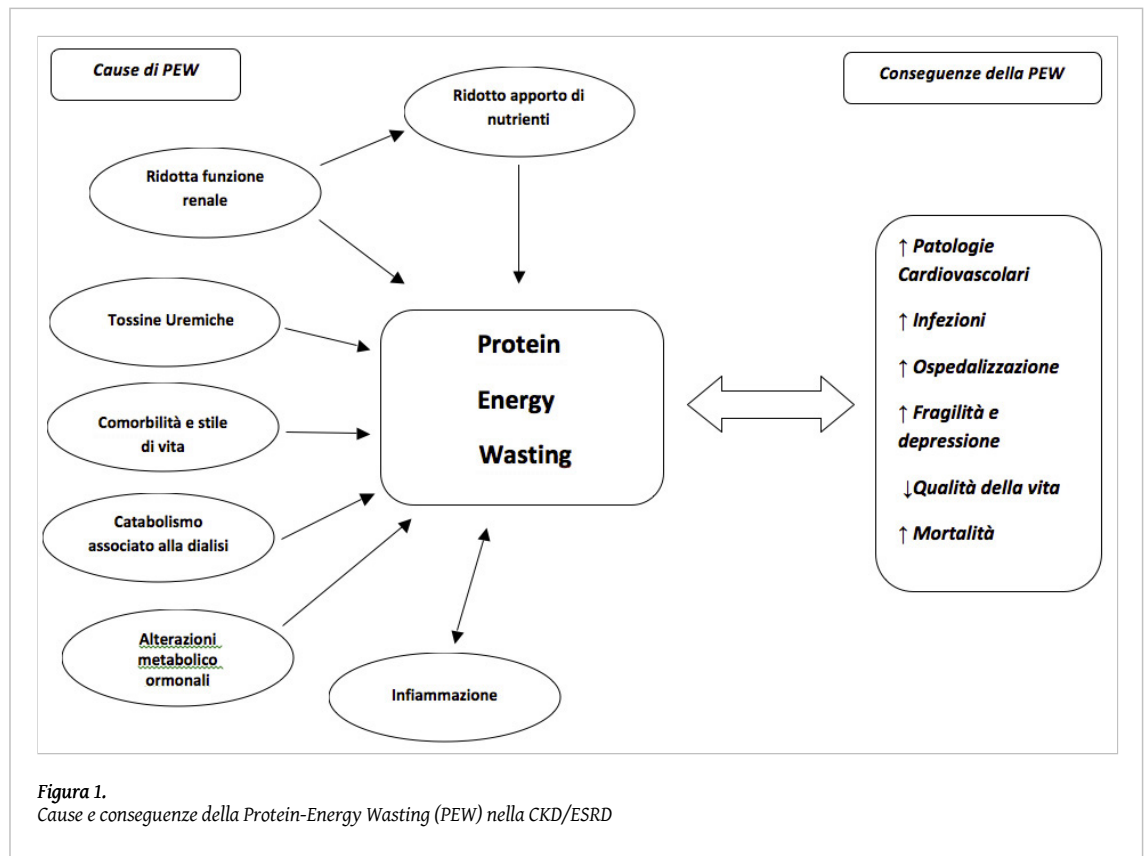 Cause di PEW
Conseguenze della PEW
Ridotto apporto di
nutrienti
Ridotta funzione
renale
Tossine Uremiche
Comorbilità e stile
di vita
Catabolismo
associato alla dialisi
Alterazioni
metabolico
ormonali
Infiammazione
Protein
Energy
Wasting
↑ Patologie
Cardiovascolari
↑ Infezioni
↑ Ospedalizzazione
↑ Fragilità e
depressione
↓Qualità della vita
↑ Mortalità
Figura 1.
Cause e conseguenze della Protein-Energy Wasting (PEW) nella CKD/ESRD